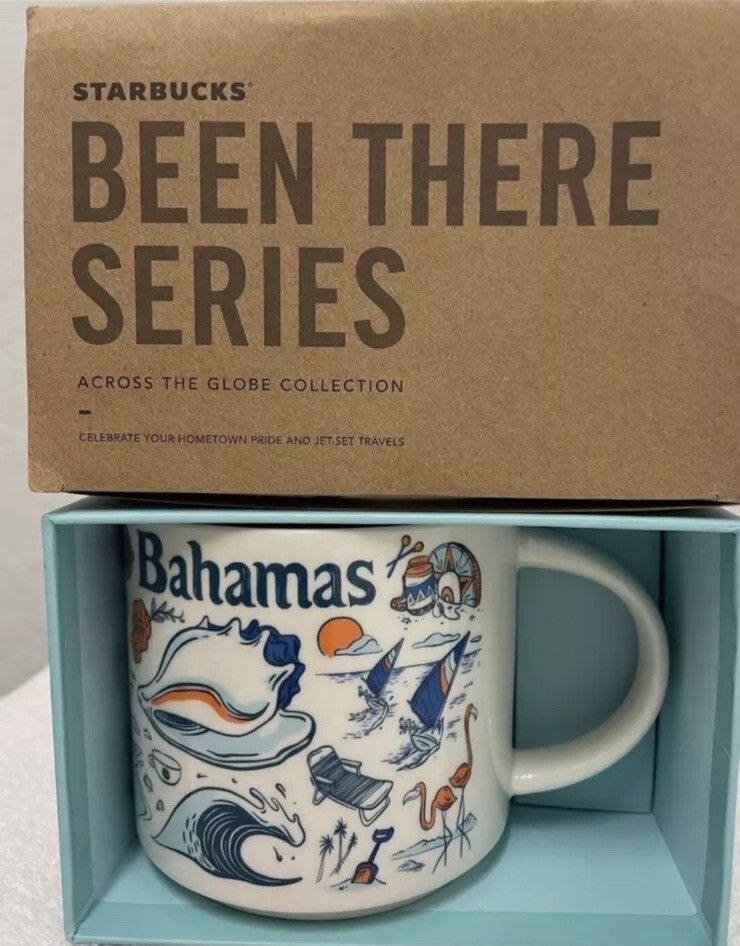 STARBUCKS®
BEEN THERE
SERIES
ACROSS THE GLOBE COLLECTION
CELEBRATE YOUR HOMETOWN PRIDE AND JET-SET TRAVELS
Bahamas